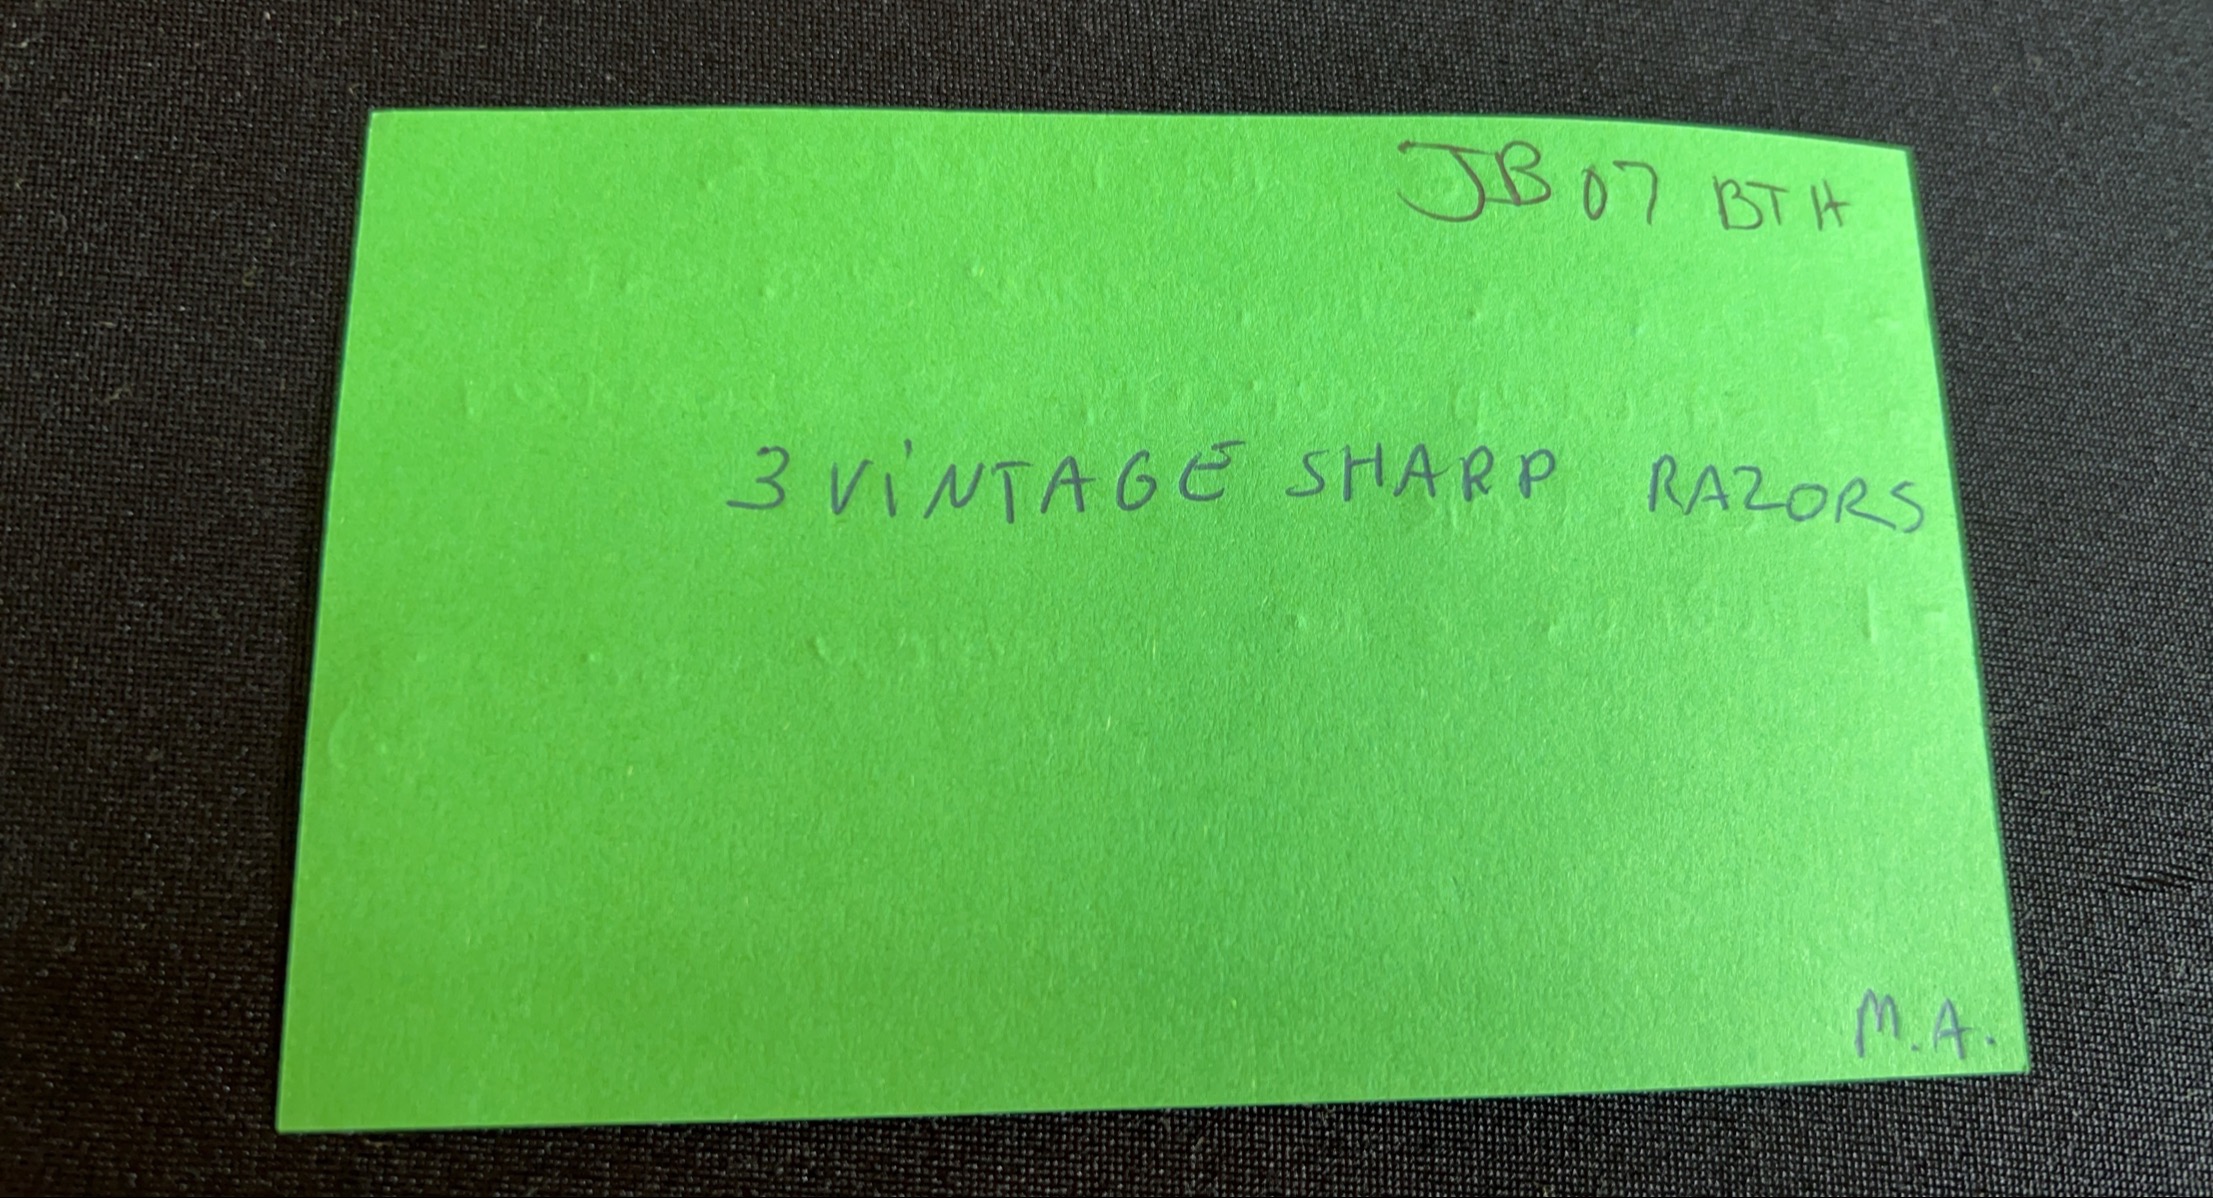 JB 07 BTH
3 VINTAGE SHARP RAZORS
M.A.